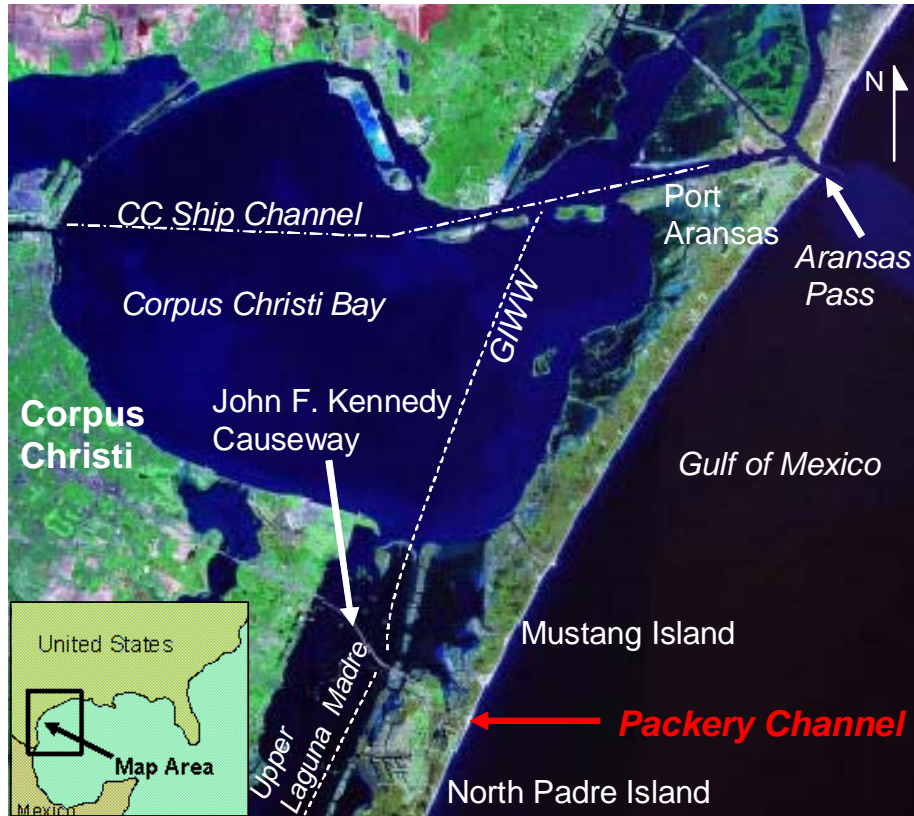 N
CC Ship Channel
Port
Aransas
Aransas
Pass
Corpus Christi Bay
GIWW
John F. Kennedy
Causeway
Corpus
Christi
Gulf of Mexico
Mustang Island
Upper
Laguna Madre
Packery Channel
North Padre Island
United States
Map Area
Mexico